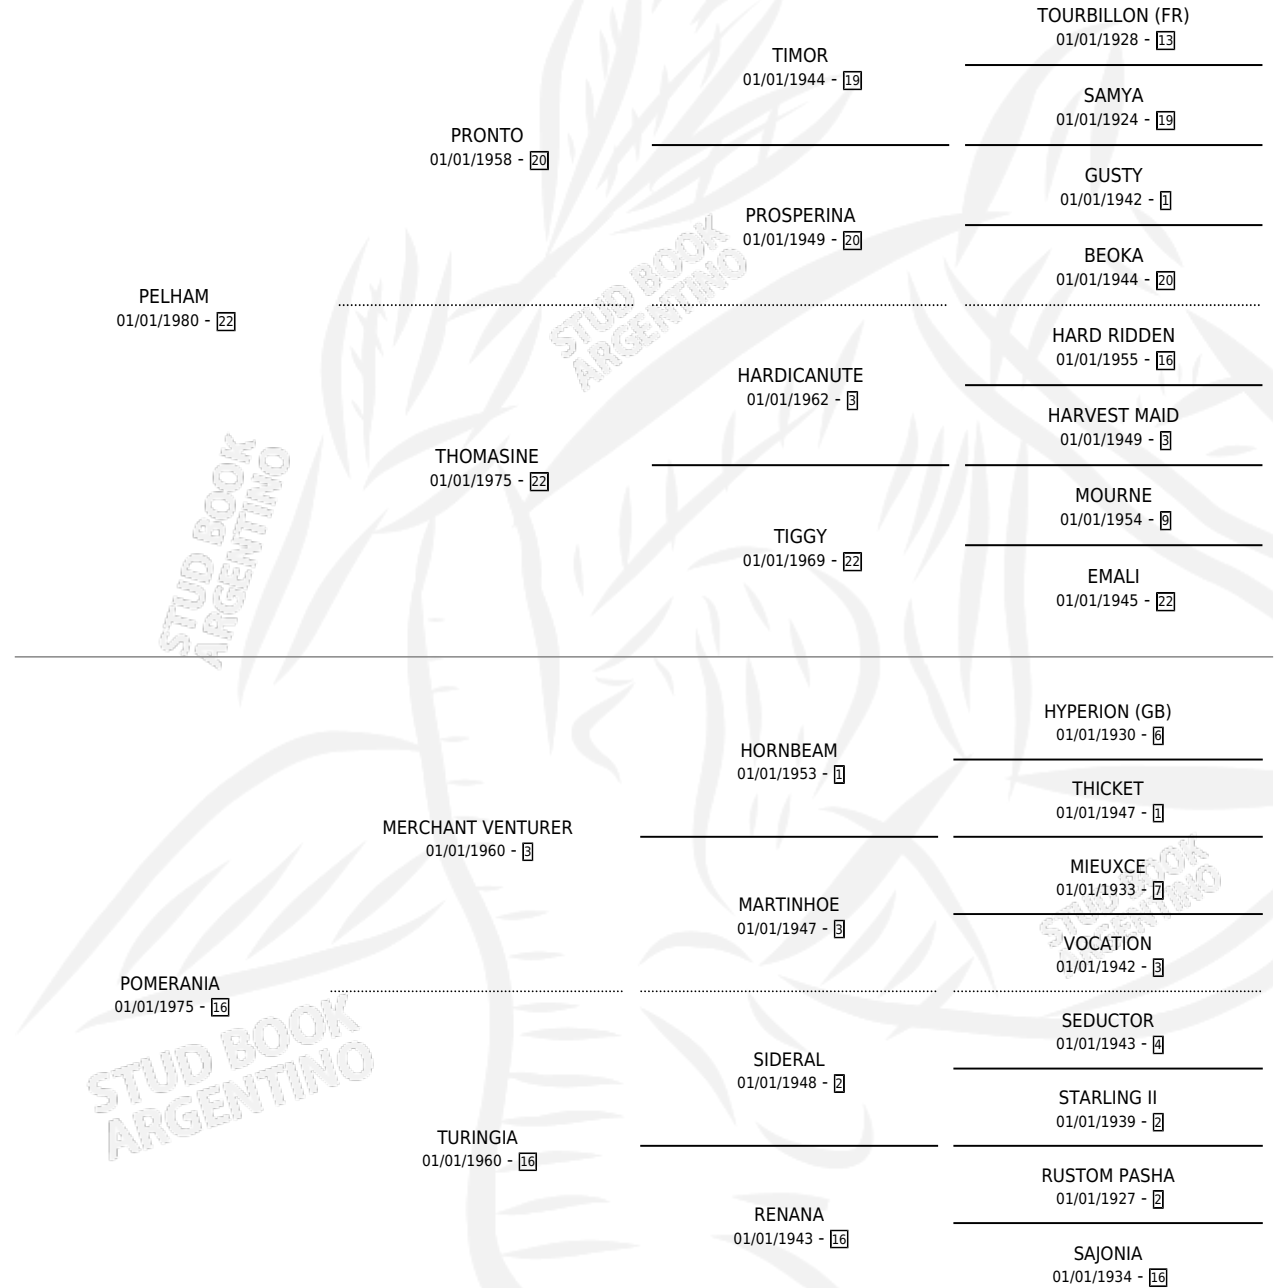 TOURBILLON (FR)
01/01/1928 - 13
TIMOR
01/01/1944 - 19
SAMYA
01/01/1924 - 19
PRONTO
01/01/1958 - 20
GUSTY
01/01/1942 - 1
PROSPERINA
01/01/1949 - 20
BEOKA
01/01/1944 - 20
PELHAM
01/01/1980 - 22
STUD BOOK
ARGENTINO
HARD RIDDEN
01/01/1955 - 16
HARDICANUTE
01/01/1962 - 3
HARVEST MAID
01/01/1949 - 3
THOMASINE
01/01/1975 - 22
MOURNE
01/01/1954 - 9
TIGGY
01/01/1969 - 22
EMALI
01/01/1945 - 22
STUD BOOK
ARGENTINO
HYPERION (GB)
01/01/1930 - 6
HORNBEAM
01/01/1953 - 1
THICKET
01/01/1947 - 1
MERCHANT VENTURER
01/01/1960 - 3
MIEUXCE
01/01/1933 - 7
MARTINHOE
01/01/1947 - 3
STUD BOOK
ARGENTINO
VOCATION
01/01/1942 - 3
POMERANIA
01/01/1975 - 16
STUD BOOK
ARGENTINO
SEDUCTOR
01/01/1943 - 4
SIDERAL
01/01/1948 - 2
STARLING II
01/01/1939 - 2
TURINGIA
01/01/1960 - 16
RUSTOM PASHA
01/01/1927 - 2
RENANA
01/01/1943 - 16
SAJONIA
01/01/1934 - 16